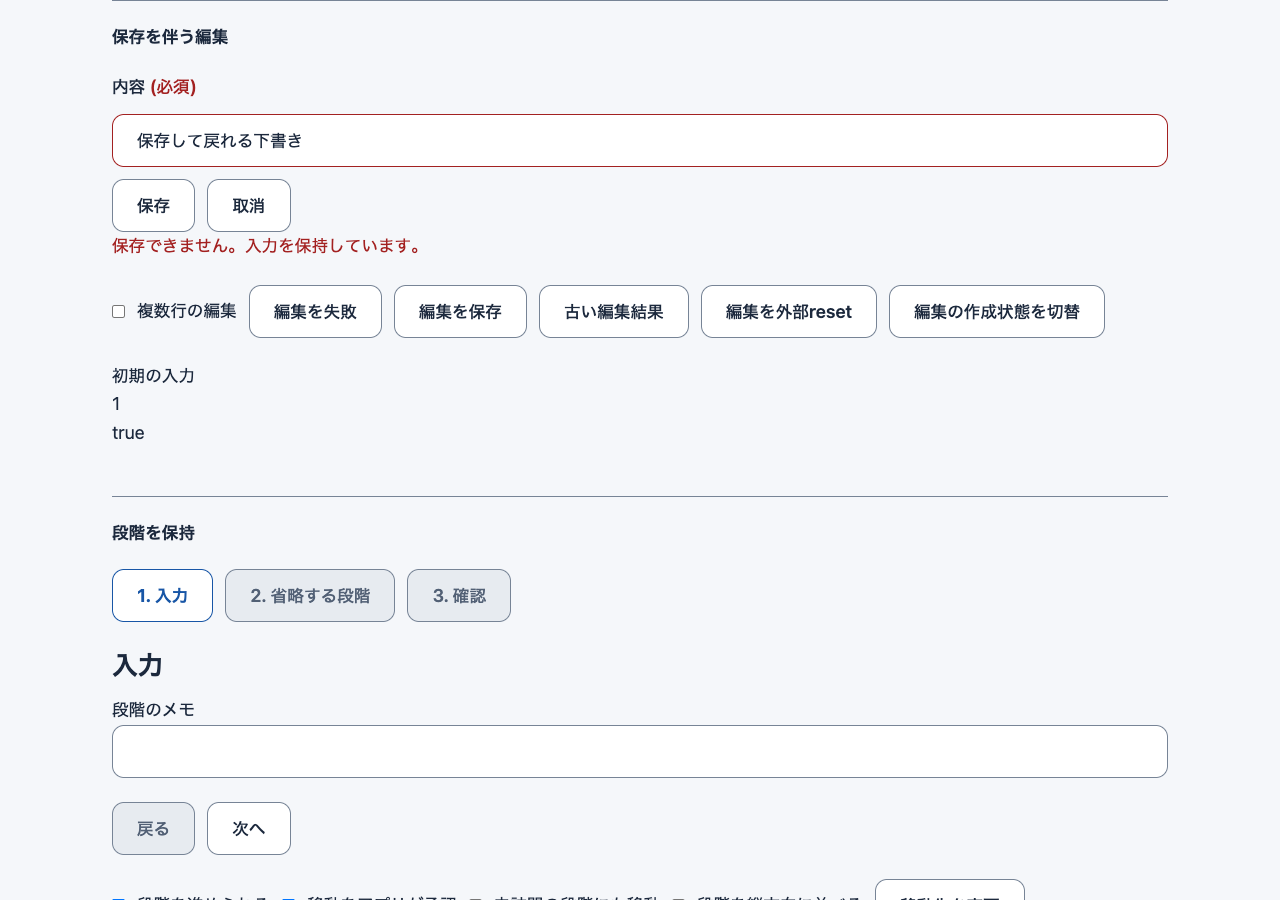 保存を伴う編集
内容 (必須)
保存して戻れる下書き
保存 取消
保存できません。入力を保持しています。
複数行の編集 編集を失敗 編集を保存 古い編集結果 編集を外部reset 編集の作成状態を切替
初期の入力
1
true
段階を保持
1. 入力 2. 省略する段階 3. 確認
入力
段階のメモ
戻る 次へ